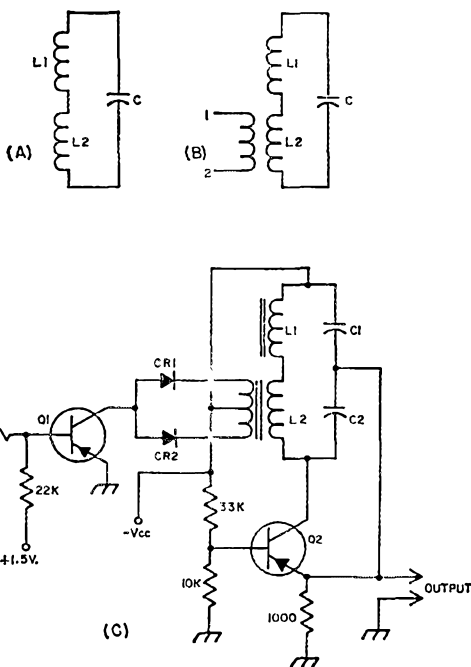 L1
C
L2
(A)
L1
C
1
L2
2
(B)
L1
C1
CR1
Q1
L2
C2
CR2
22K
33K
-Vcc
Q2
+1.5V.
10K
OUTPUT
1000
(C)